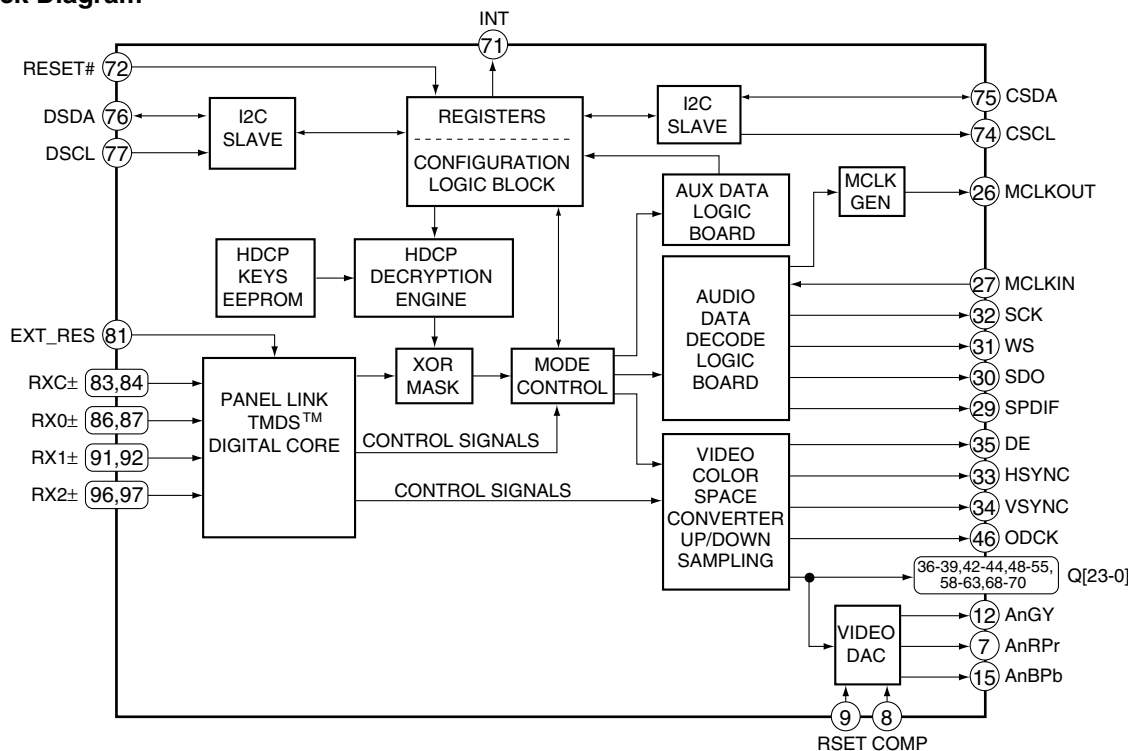 ck Diagram
INT
71
RESET# 72
DSDA 76
DSCL 77
I2C
SLAVE
REGISTERS
CONFIGURATION
LOGIC BLOCK
I2C
SLAVE
75 CSDA
74 CSCL
MCLK
GEN
26 MCLKOUT
AUX DATA
LOGIC
BOARD
HDCP
KEYS
EEPROM
HDCP
DECRYPTION
ENGINE
AUDIO
DATA
DECODE
LOGIC
BOARD
27 MCLKIN
32 SCK
31 WS
30 SDO
29 SPDIF
EXT_RES 81
RXC± 83,84
RX0± 86,87
RX1± 91,92
RX2± 96,97
PANEL LINK
TMDS™
DIGITAL CORE
XOR
MASK
MODE
CONTROL
CONTROL SIGNALS
CONTROL SIGNALS
VIDEO
COLOR
SPACE
CONVERTER
UP/DOWN
SAMPLING
35 DE
33 HSYNC
34 VSYNC
46 ODCK
36-39,42-44,48-55,
58-63,68-70
Q[23-0]
VIDEO
DAC
12 AnGY
7 AnRPr
15 AnBPb
9 8
RSET COMP